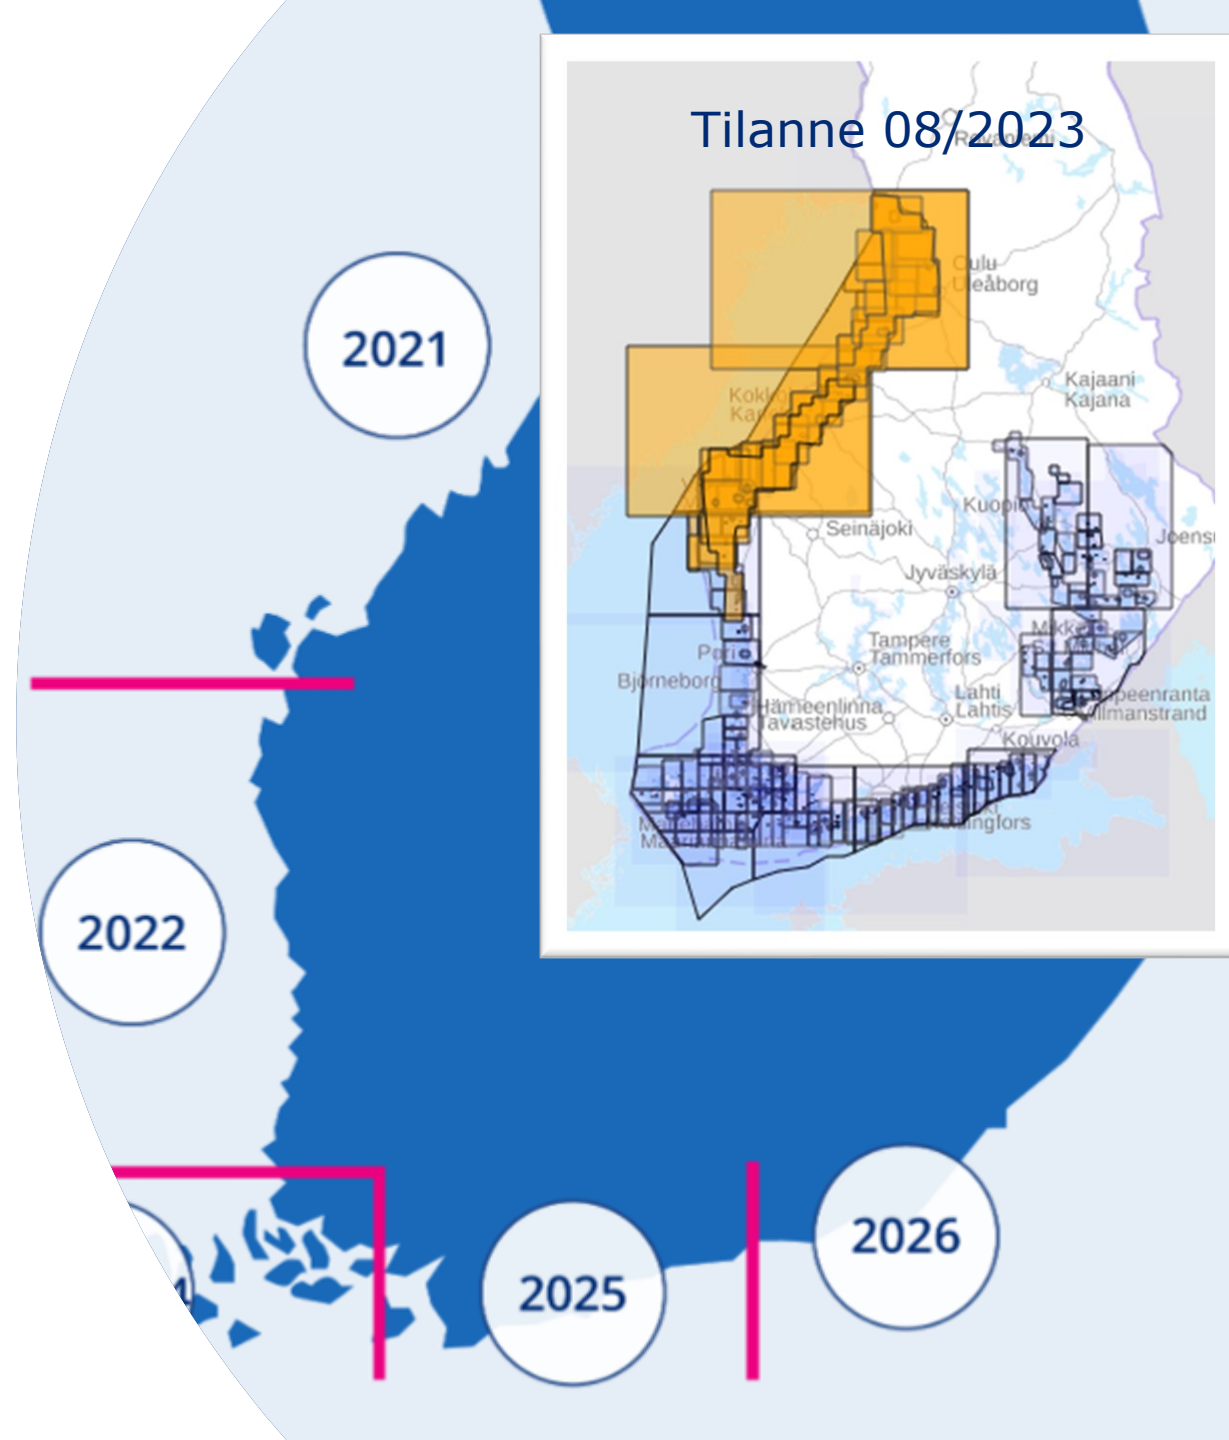 Tilanne 08/2023
Rovaniemi
Oulu
Uleåborg
2021
Kajaani
Kajana
Kuopio
Seinäjoki
Jyväskylä
Tampere
Tammerfors
Pori
Björneborg
Lahti
Lahtis
Hämeenlinna
Tavastehus
Kouvola
2022
2026
2025